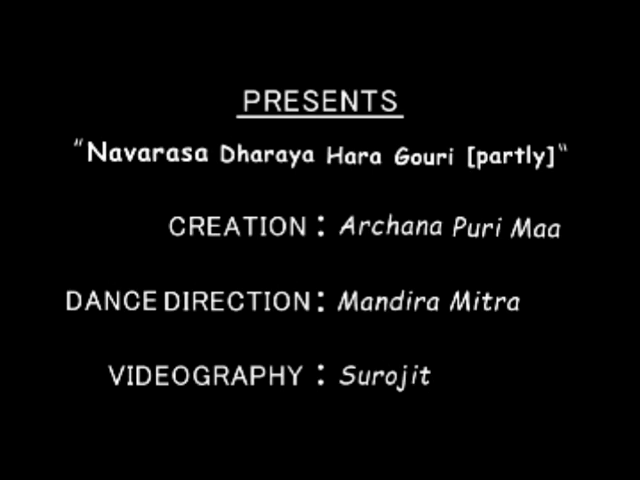 PRESENTS
"Navarasa Dharaya Hara Gouri [partly]"
CREATION : Archana Puri Maa
DANCE DIRECTION : Mandira Mitra
VIDEOGRAPHY : Surojit